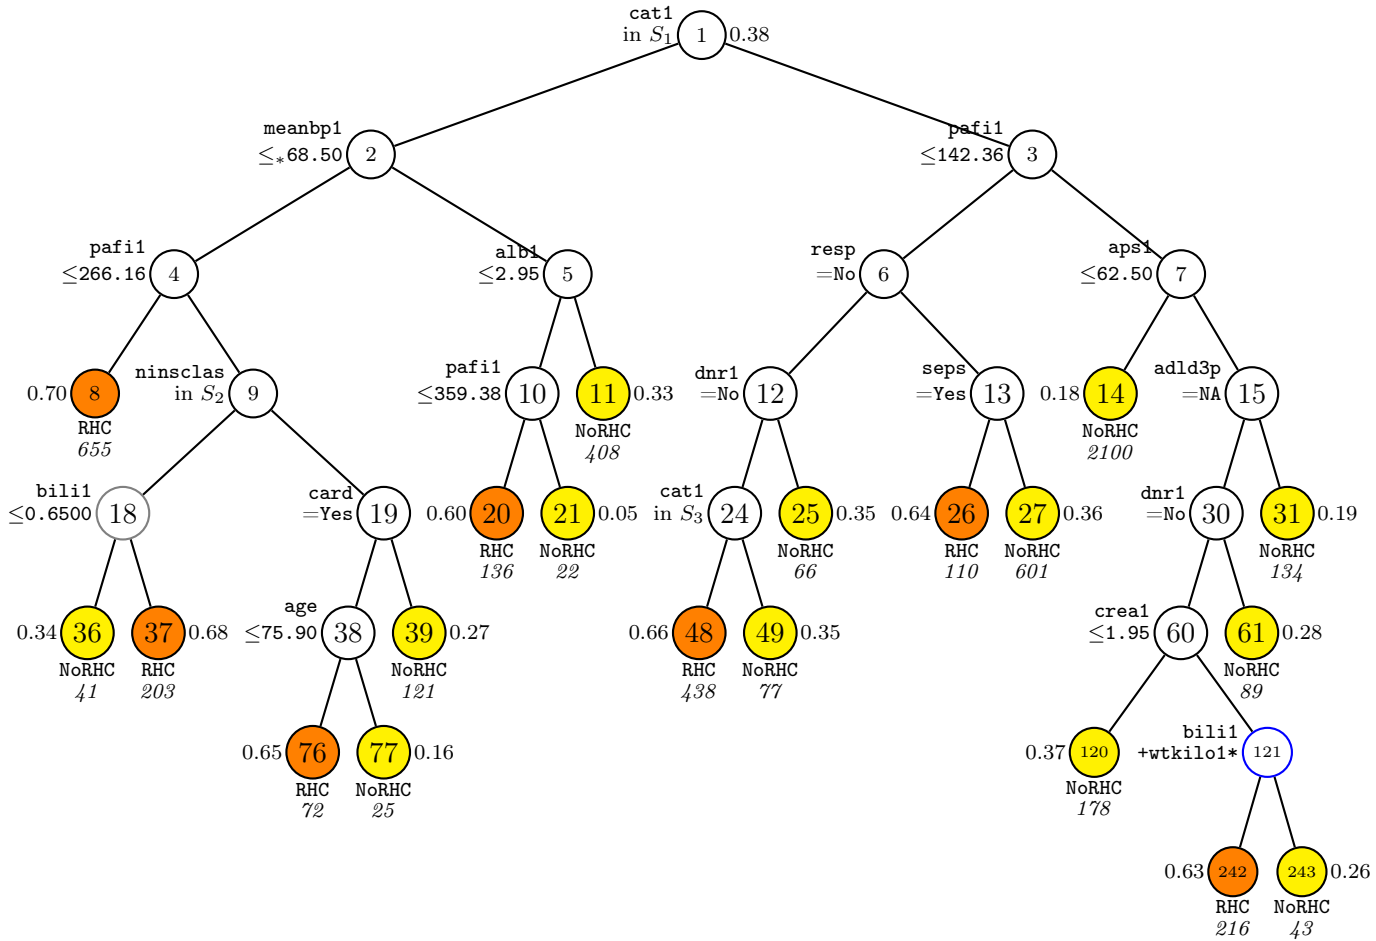 cat1
in S1
1
0.38
meanbp1
≤*68.50
2
pafi1
≤142.36
3
pafi1
≤266.16
4
alb1
≤2.95
5
resp
=No
6
aps1
≤62.50
7
0.70
8
RHC
655
ninsclas
in S2
9
pafi1
≤359.38
10
11
0.33
NoRHC
408
dnr1
=No
12
seps
=Yes
13
0.18
14
NoRHC
2100
adld3p
=NA
15
bili1
≤0.6500
18
card
=Yes
19
0.60
20
RHC
136
21
0.05
NoRHC
22
cat1
in S3
24
25
0.35
NoRHC
66
0.64
26
RHC
110
27
0.36
NoRHC
601
dnr1
=No
30
31
0.19
NoRHC
134
0.34
36
NoRHC
41
37
0.68
RHC
203
age
≤75.90
38
39
0.27
NoRHC
121
0.66
48
RHC
438
49
0.35
NoRHC
77
crea1
≤1.95
60
61
0.28
NoRHC
89
0.65
76
RHC
72
77
0.16
NoRHC
25
0.37
120
NoRHC
178
bili1
+wtkilo1*
121
0.63
242
RHC
216
243
0.26
NoRHC
43